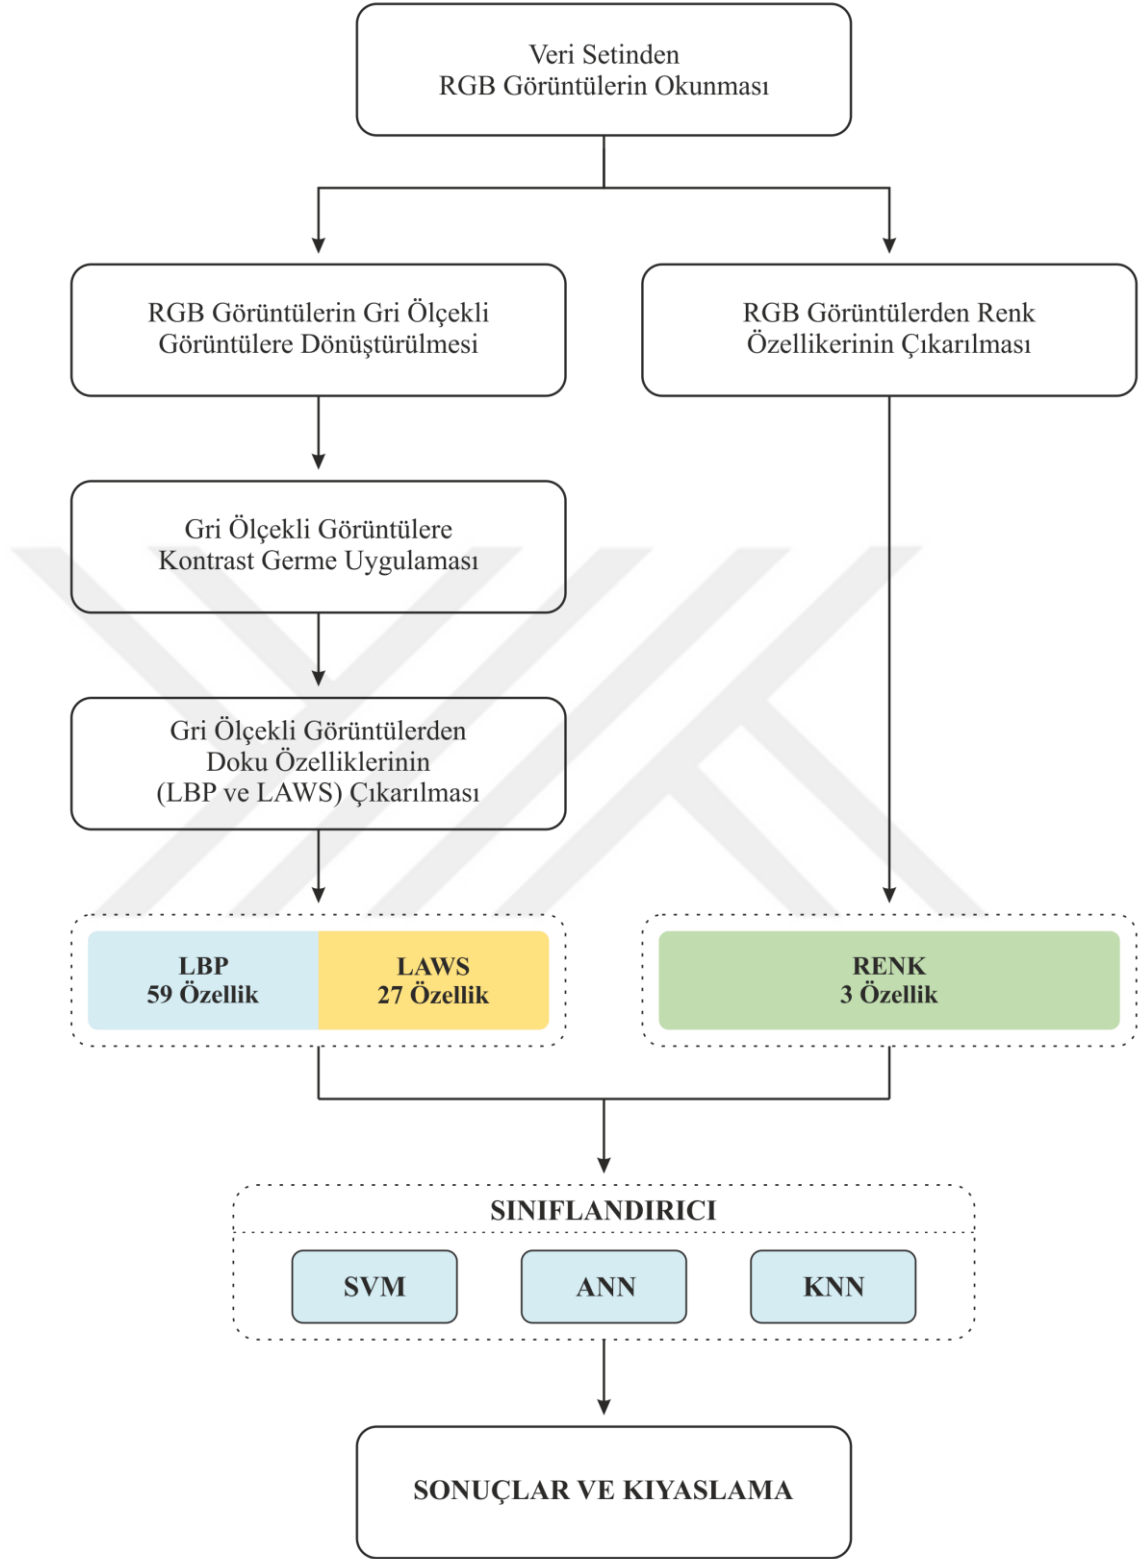 Veri Setinden
RGB Görüntülerin Okunması
RGB Görüntülerin Gri Ölçekli
Görüntülere Dönüştürülmesi
RGB Görüntülerden Renk
Özellikerinin Çıkarılması
Gri Ölçekli Görüntülere
Kontrast Germe Uygulaması
Gri Ölçekli Görüntülerden
Doku Özelliklerinin
(LBP ve LAWS) Çıkarılması
LBP
59 Özellik
LAWS
27 Özellik
RENK
3 Özellik
SINIFLANDIRICI
SVM
ANN
KNN
SONUÇLAR VE KIYASLAMA